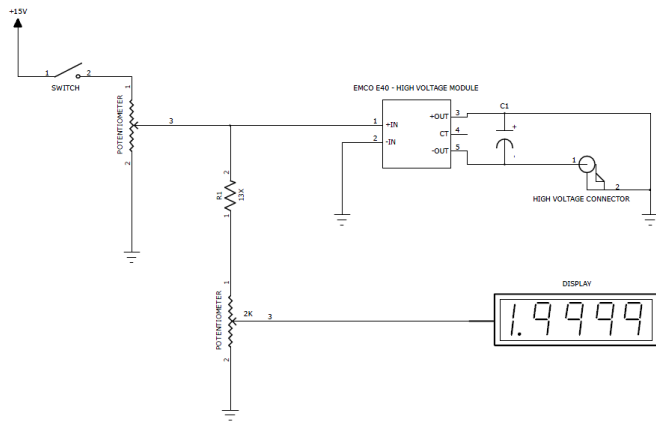 +15V
1
2
SWITCH
1
POTENTIOMETER
3
2
EMCO E40 - HIGH VOLTAGE MODULE
1
+IN
2
-IN
+OUT
3
CT
4
-OUT
5
C1
+
1
2
HIGH VOLTAGE CONNECTOR
2
R1
13K
1
1
POTENTIOMETER
2K
3
2
DISPLAY
1.9999